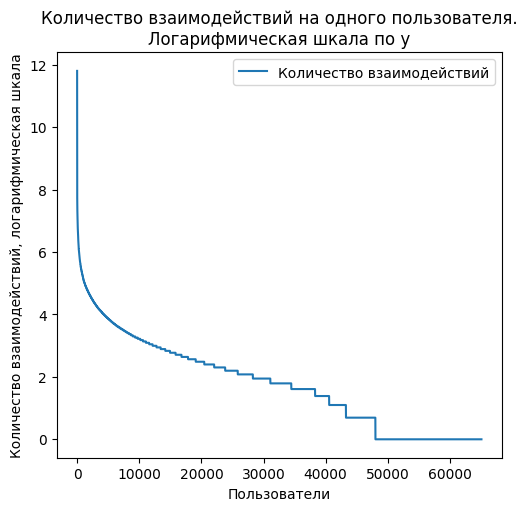 Количество взаимодействий на одного пользователя.
Логарифмическая шкала по y
Количество взаимодействий
Количество взаимодействий, логарифмическая шкала
12
10
8
6
4
2
0
0 10000 20000 30000 40000 50000 60000
Пользователи